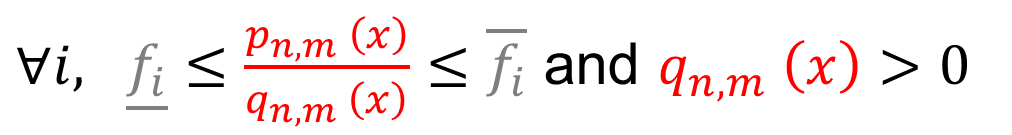 ∀i, f_i ≤ p_{n,m} (x) / q_{n,m} (x) ≤ f̅_i and q_{n,m} (x) > 0